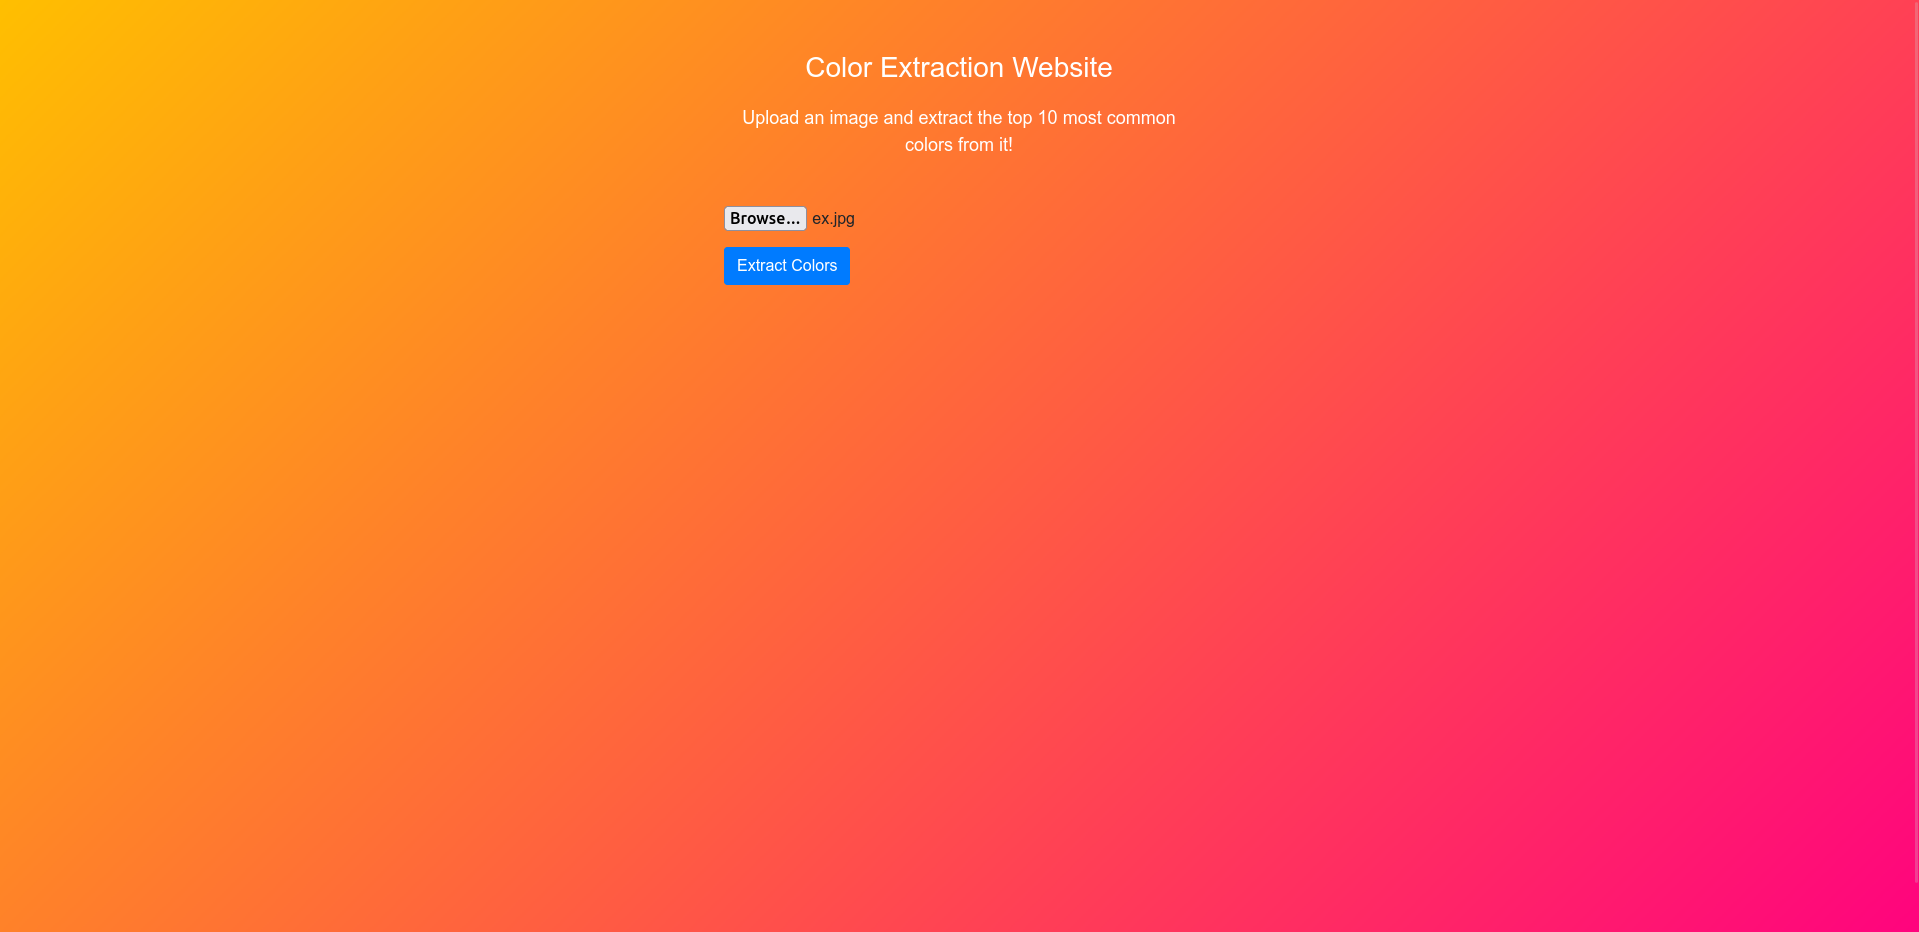 Color Extraction Website
Upload an image and extract the top 10 most common
colors from it!
Browse... ex.jpg
Extract Colors